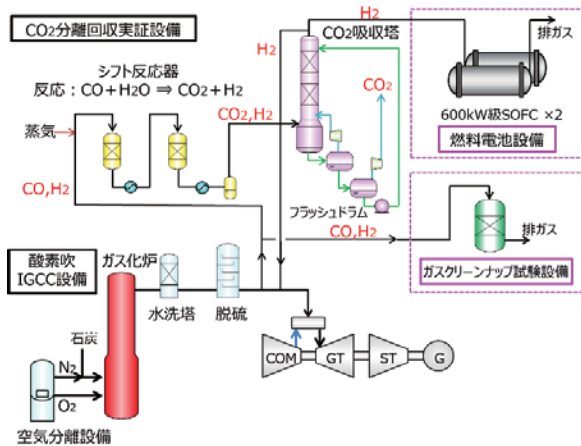 CO2分離回収実証設備
シフト反応器
反応：CO+H2O ⇒ CO2+H2
蒸気
CO,H2
CO2,H2
H2
H2
CO2吸収塔
CO2
フラッシュドラム
排ガス
600kW級SOFC ×2
燃料電池設備
CO,H2
排ガス
ガスクリーンナップ試験設備
酸素吹
IGCC設備
ガス化炉
水洗塔
脱硫
石炭
N2
O2
空気分離設備
COM
GT
ST
G